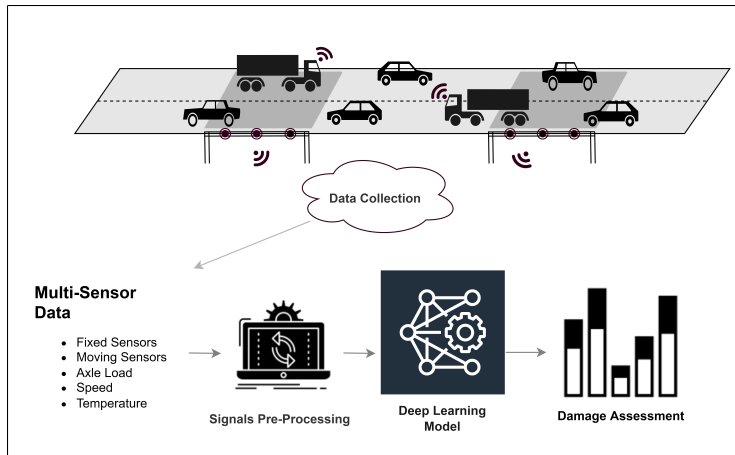 Data Collection
Multi-Sensor
Data
• Fixed Sensors
• Moving Sensors
• Axle Load
• Speed
• Temperature
Signals Pre-Processing
Deep Learning
Model
Damage Assessment